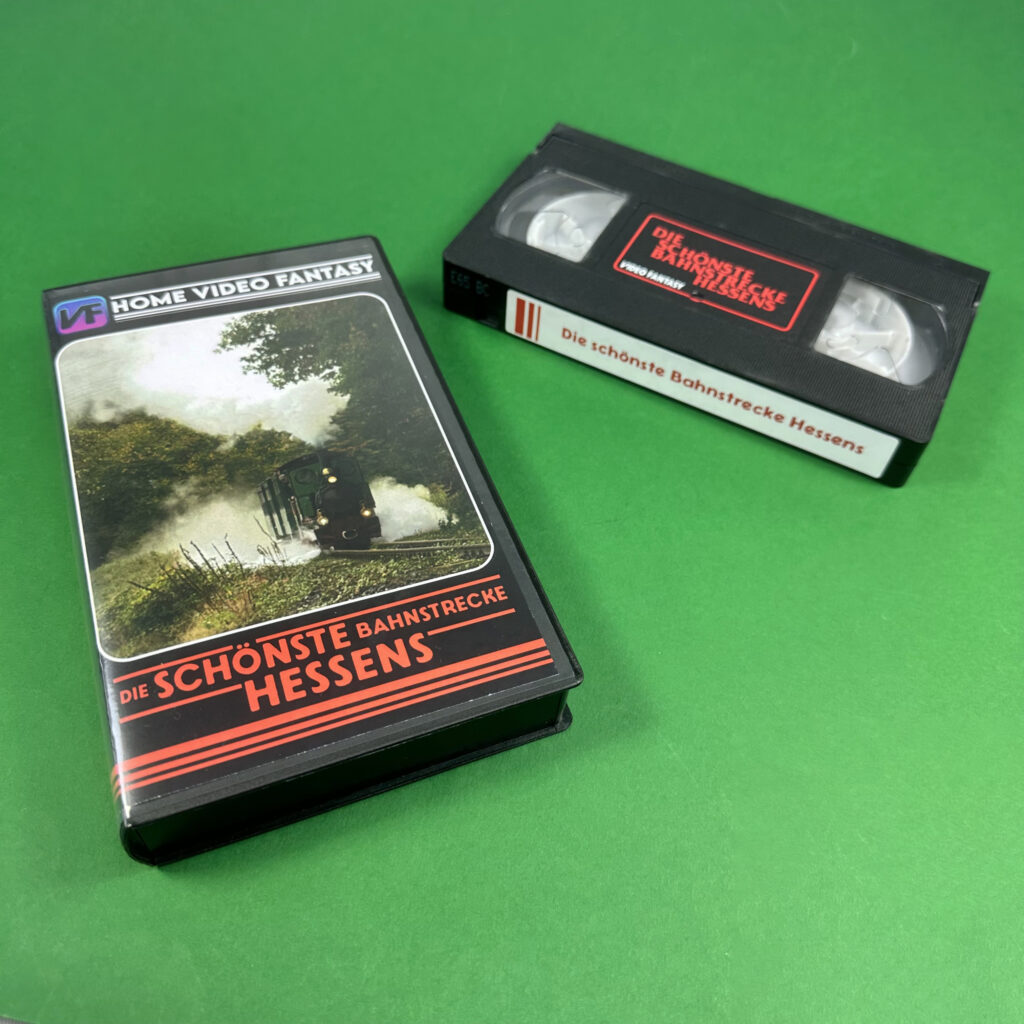 VF HOME VIDEO FANTASY
DIE SCHÖNSTE BAHNSTRECKE
HESSENS
DIE
SCHÖNSTE
BAHNSTRECKE
HESSENS
VIDEO FANTASY
Die schönste Bahnstrecke Hessens